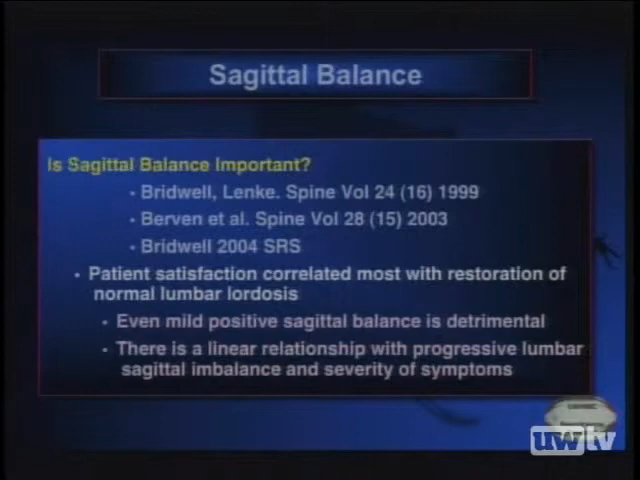 Sagittal Balance
Is Sagittal Balance Important?
• Bridwell, Lenke. Spine Vol 24 (16) 1999
• Berven et al. Spine Vol 28 (15) 2003
• Bridwell 2004 SRS
• Patient satisfaction correlated most with restoration of
normal lumbar lordosis
• Even mild positive sagittal balance is detrimental
• There is a linear relationship with progressive lumbar
sagittal imbalance and severity of symptoms
uwtv